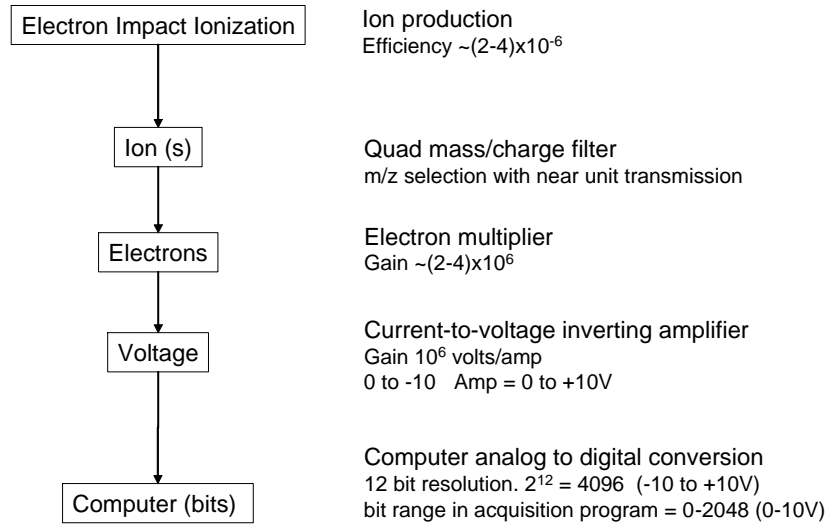 Electron Impact Ionization
Ion production
Efficiency ~(2-4)x10⁻⁶
Ion (s)
Quad mass/charge filter
m/z selection with near unit transmission
Electrons
Electron multiplier
Gain ~(2-4)x10⁶
Voltage
Current-to-voltage inverting amplifier
Gain 10⁶ volts/amp
0 to -10 Amp = 0 to +10V
Computer (bits)
Computer analog to digital conversion
12 bit resolution. 2¹² = 4096 (-10 to +10V)
bit range in acquisition program = 0-2048 (0-10V)